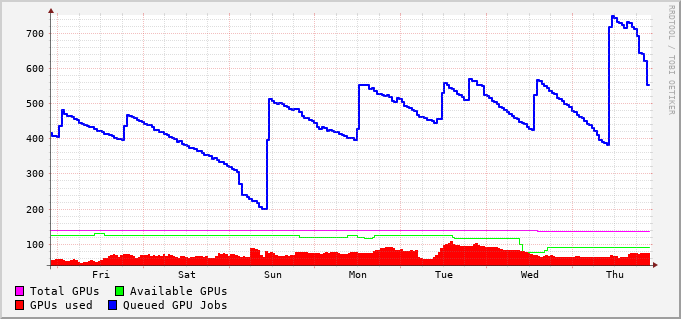 700
600
500
400
300
200
100
Fri Sat Sun Mon Tue Wed Thu
Total GPUs Available GPUs
GPUs used Queued GPU Jobs
RRDTOOL / TOBI OETIKER